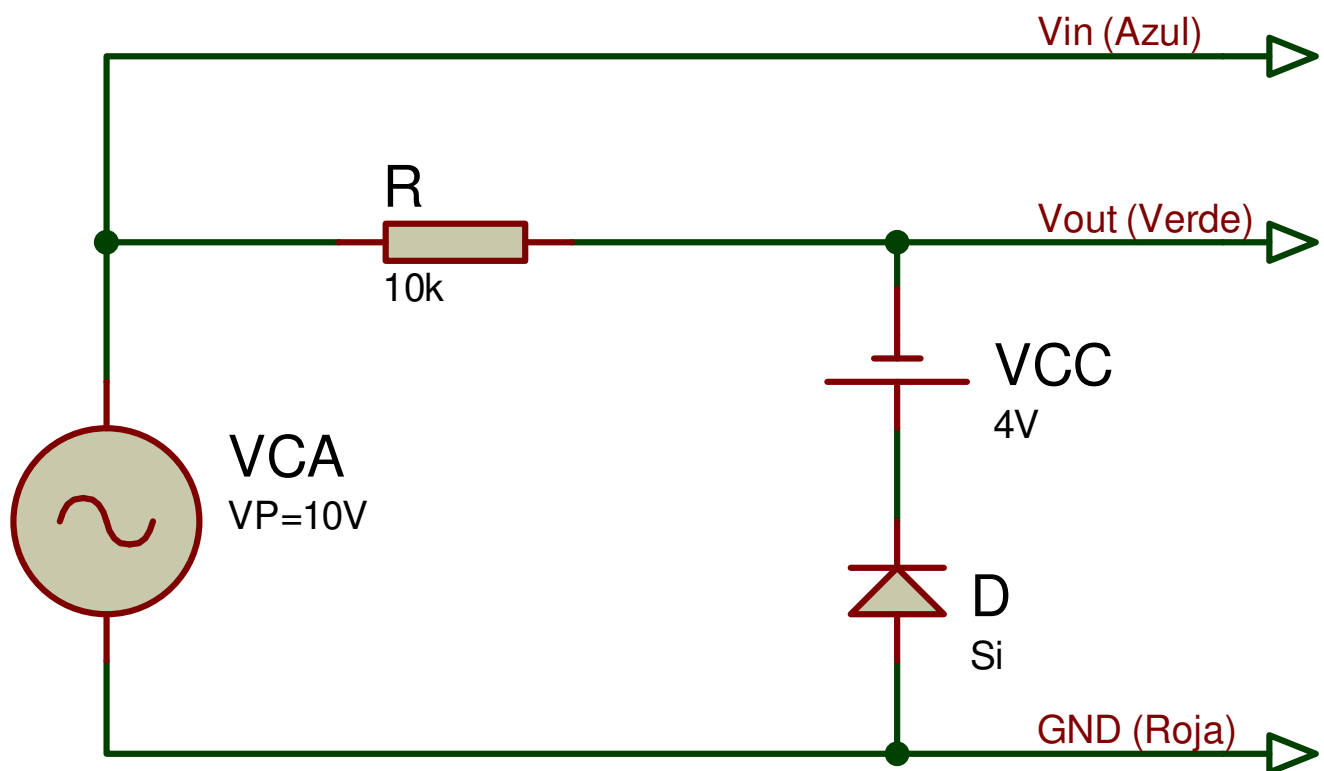 Vin (Azul)
R
10k
Vout (Verde)
VCC
4V
VCA
VP=10V
D
Si
GND (Roja)